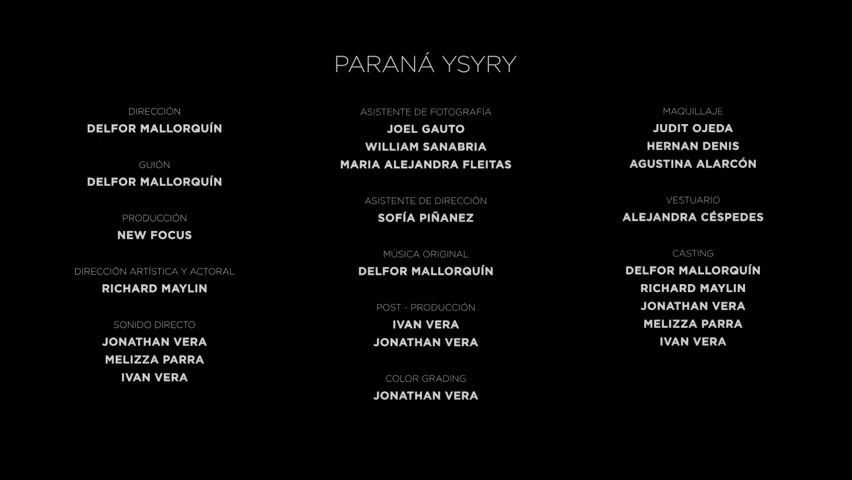 PARANÁ YSYRY
DIRECCIÓN
DELFOR MALLORQUÍN
GUIÓN
DELFOR MALLORQUÍN
PRODUCCIÓN
NEW FOCUS
DIRECCIÓN ARTÍSTICA Y ACTORAL
RICHARD MAYLIN
SONIDO DIRECTO
JONATHAN VERA
MELIZZA PARRA
IVAN VERA
ASISTENTE DE FOTOGRAFÍA
JOEL GAUTO
WILLIAM SANABRIA
MARIA ALEJANDRA FLEITAS
ASISTENTE DE DIRECCIÓN
SOFÍA PIÑANEZ
MÚSICA ORIGINAL
DELFOR MALLORQUÍN
POST - PRODUCCIÓN
IVAN VERA
JONATHAN VERA
COLOR GRADING
JONATHAN VERA
MAQUILLAJE
JUDIT OJEDA
HERNAN DENIS
AGUSTINA ALARCÓN
VESTUARIO
ALEJANDRA CÉSPEDES
CASTING
DELFOR MALLORQUÍN
RICHARD MAYLIN
JONATHAN VERA
MELIZZA PARRA
IVAN VERA